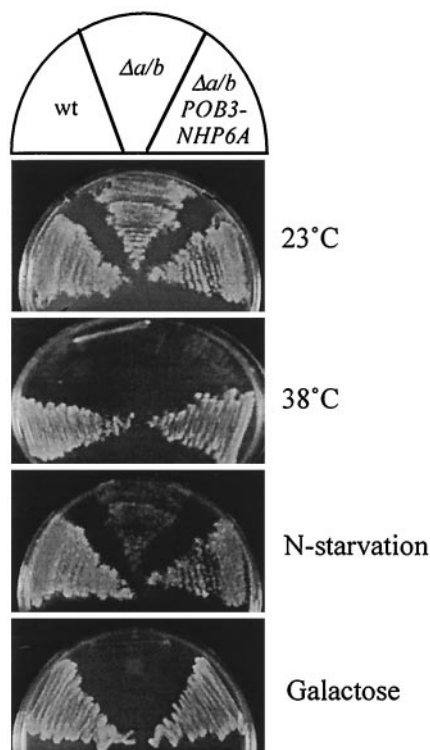 wt
Δa/b
Δa/b
POB3-
NHP6A
23°C
38°C
N-starvation
Galactose